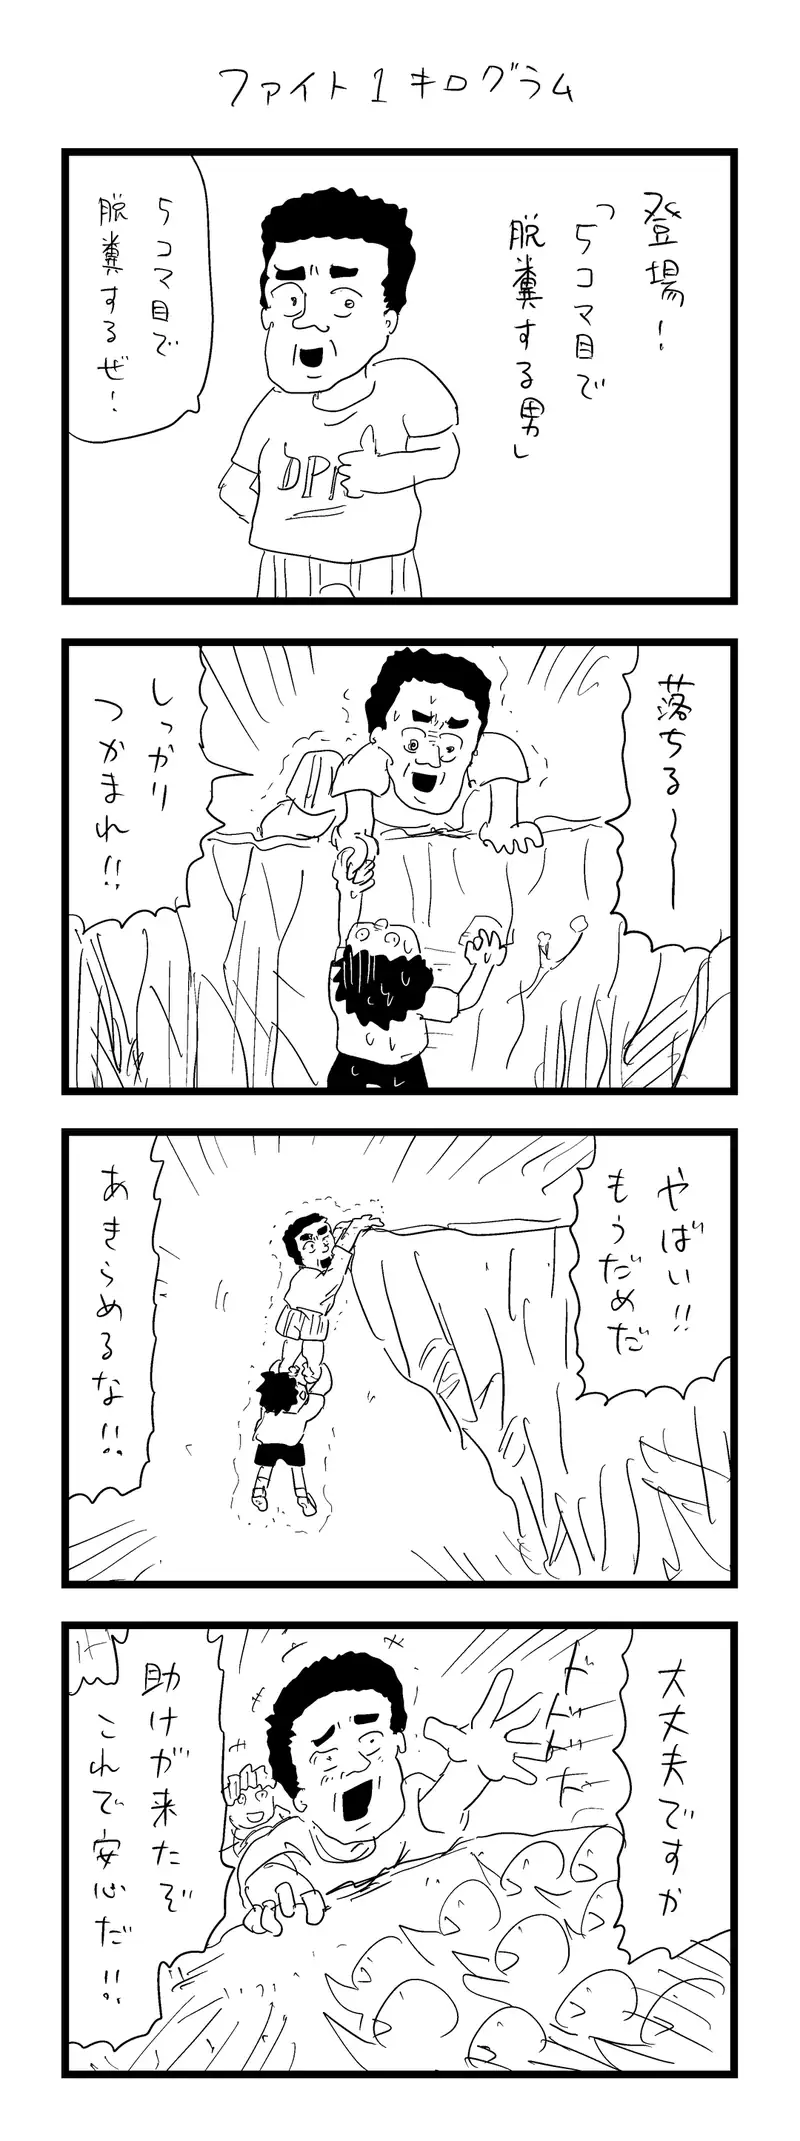 ファイト1キログラム
登場!
「5コマ目で
脱糞する男」
5コマ目で
脱糞するぜ!
DPP
落ちる〜
しっかり
つかまれ!!
やばい!!
もうだめだ
あきらめるな!!
大丈夫ですか
ドドドド
助けが来たぞ
これで安心だ!!